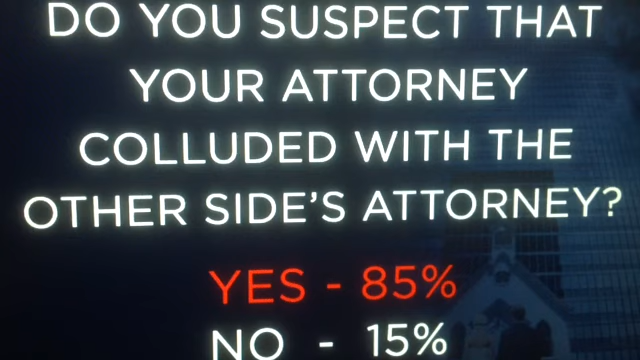 DO YOU SUSPECT THAT
YOUR ATTORNEY
COLLUDED WITH THE
OTHER SIDE'S ATTORNEY?
YES - 85%
NO - 15%